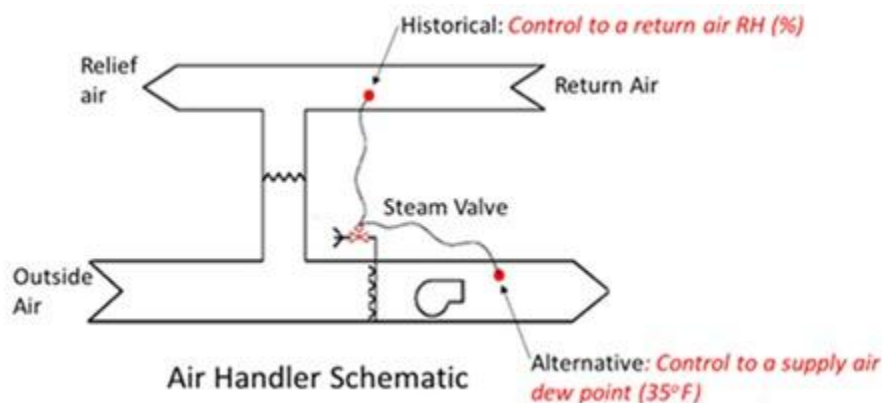 Historical: Control to a return air RH (%)
Relief
air
Return Air
Steam Valve
Outside
Air
Alternative: Control to a supply air
dew point (35°F)
Air Handler Schematic